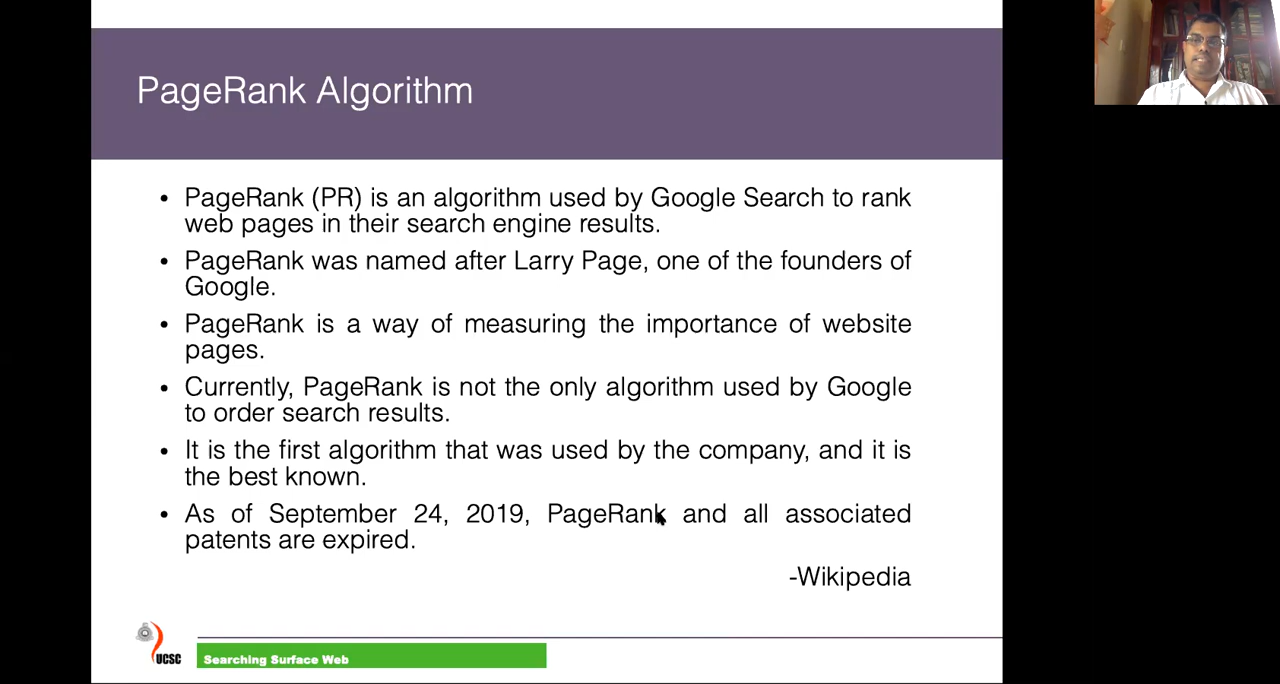 PageRank Algorithm
• PageRank (PR) is an algorithm used by Google Search to rank
web pages in their search engine results.
• PageRank was named after Larry Page, one of the founders of
Google.
• PageRank is a way of measuring the importance of website
pages.
• Currently, PageRank is not the only algorithm used by Google
to order search results.
• It is the first algorithm that was used by the company, and it is
the best known.
• As of September 24, 2019, PageRank and all associated
patents are expired.
-Wikipedia
UCSC
Searching Surface Web